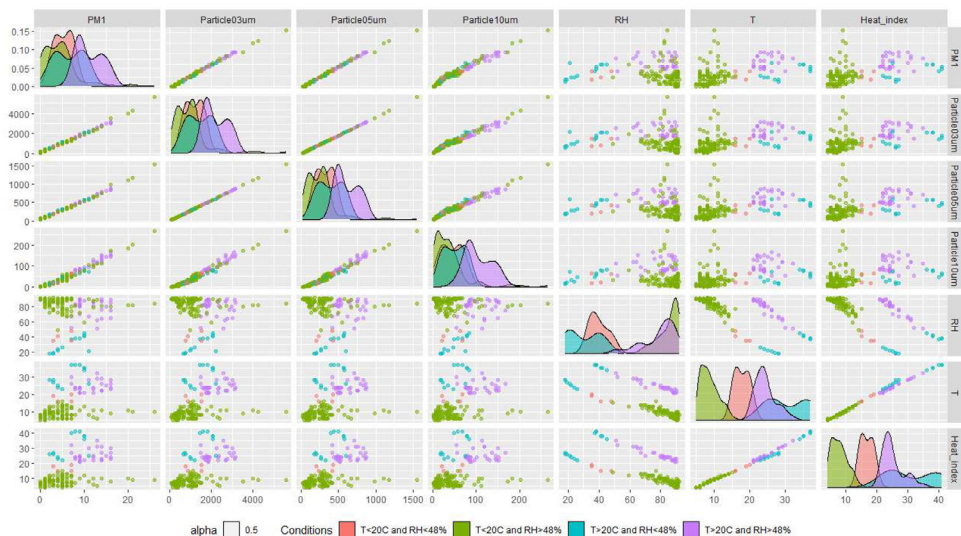 PM1 Particle03um Particle05um Particle10um RH T Heat_index
0.15
0.10
0.05
0.00
PM1
4000
2000
0
Particle03um
1500
1000
500
0
Particle05um
200
100
0
Particle10um
80
60
40
20
RH
30
20
10
T
40
30
20
10
Heat_index
0 10 20 0 2000 4000 0 500 1000 1500 0 100 200 20 40 60 80 10 20 30 10 20 30 40
alpha 0.5 Conditions T<20C and RH<48% T<20C and RH>48% T>20C and RH<48% T>20C and RH>48%